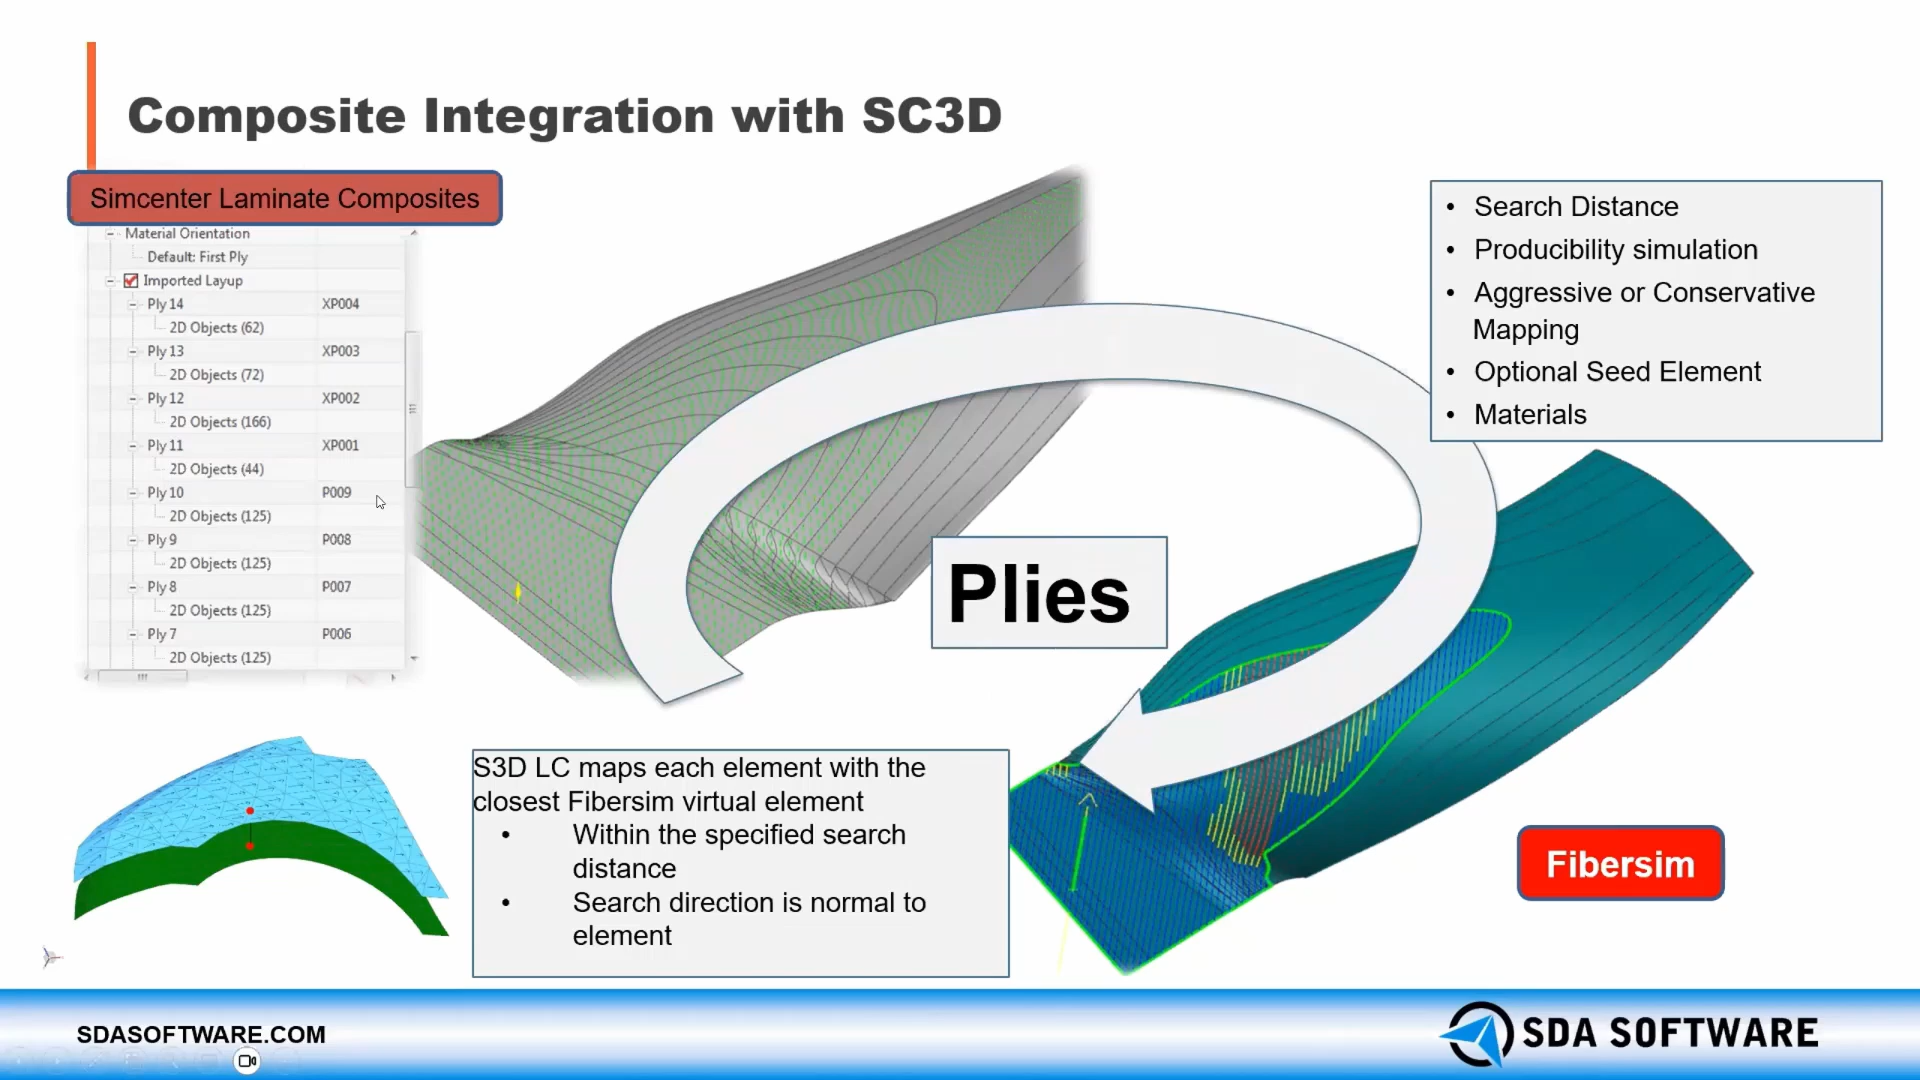 Composite Integration with SC3D
Simcenter Laminate Composites
Material Orientation
Default: First Ply
Imported Layup
Ply 14 XP004
2D Objects (62)
Ply 13 XP003
2D Objects (72)
Ply 12 XP002
2D Objects (166)
Ply 11 XP001
2D Objects (44)
Ply 10 P009
2D Objects (125)
Ply 9 P008
2D Objects (125)
Ply 8 P007
2D Objects (125)
Ply 7 P006
2D Objects (125)
• Search Distance
• Producibility simulation
• Aggressive or Conservative
Mapping
• Optional Seed Element
• Materials
Plies
S3D LC maps each element with the
closest Fibersim virtual element
• Within the specified search
distance
• Search direction is normal to
element
Fibersim
SDASOFTWARE.COM
SDA SOFTWARE